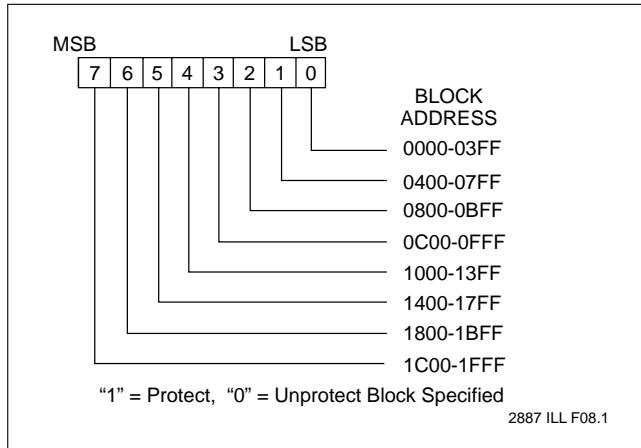 MSB LSB
7 6 5 4 3 2 1 0
BLOCK
ADDRESS
0000-03FF
0400-07FF
0800-0BFF
0C00-0FFF
1000-13FF
1400-17FF
1800-1BFF
1C00-1FFF
“1” = Protect, “0” = Unprotect Block Specified
2887 ILL F08.1